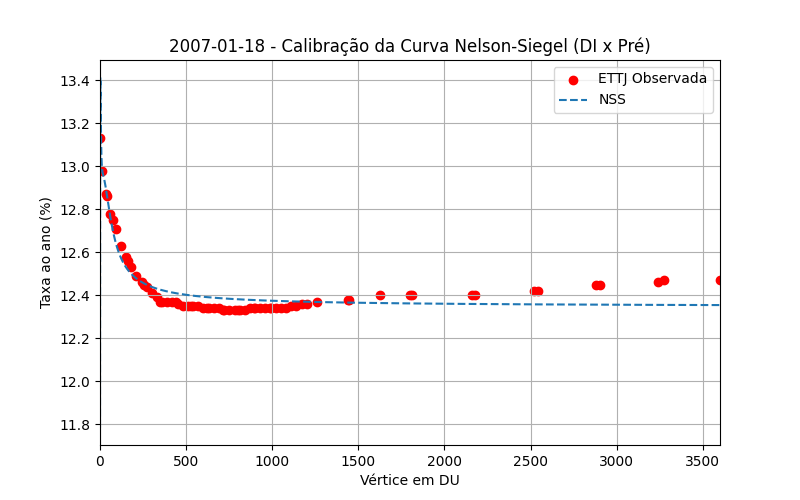 2007-01-18 - Calibração da Curva Nelson-Siegel (DI x Pré)
ETTJ Observada
NSS
Taxa ao ano (%)
13.4
13.2
13.0
12.8
12.6
12.4
12.2
12.0
11.8
0 500 1000 1500 2000 2500 3000 3500
Vértice em DU